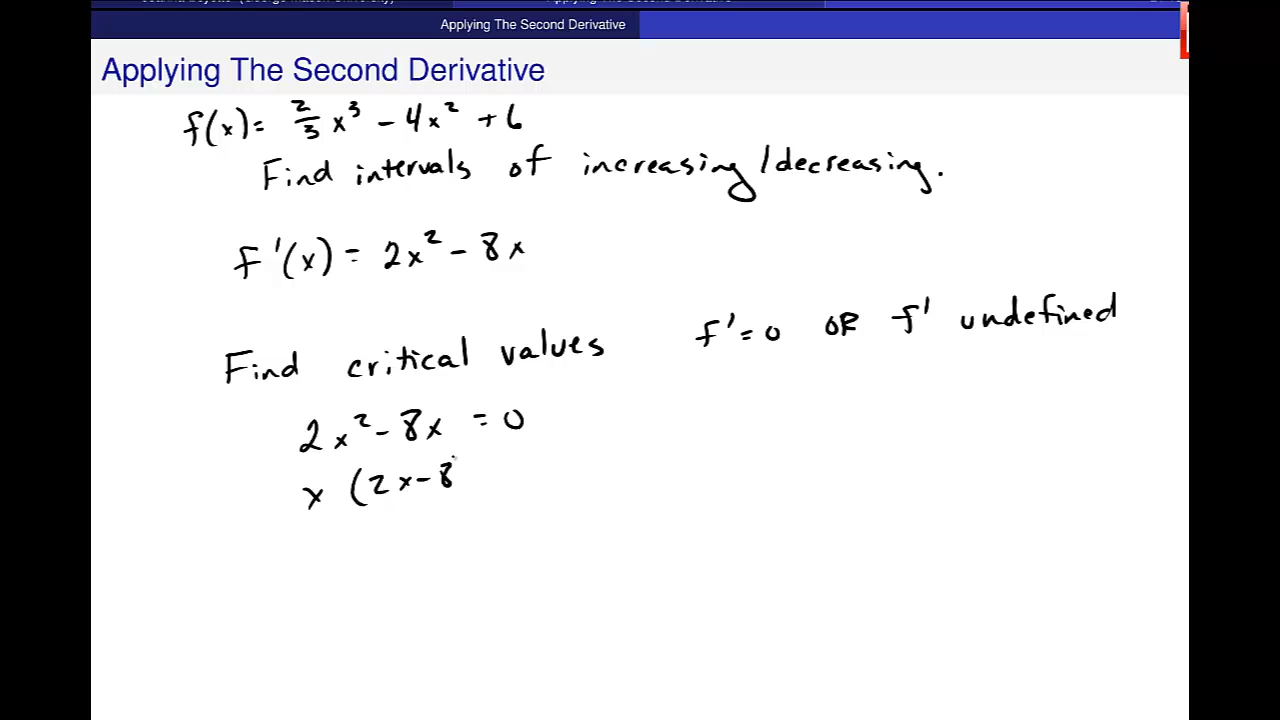 Applying The Second Derivative
Applying The Second Derivative
f(x) = 2/3 x³ - 4x² + 6
Find intervals of increasing/decreasing.
f'(x) = 2x² - 8x
Find critical values f' = 0 OR f' undefined
2x² - 8x = 0
x (2x - 8